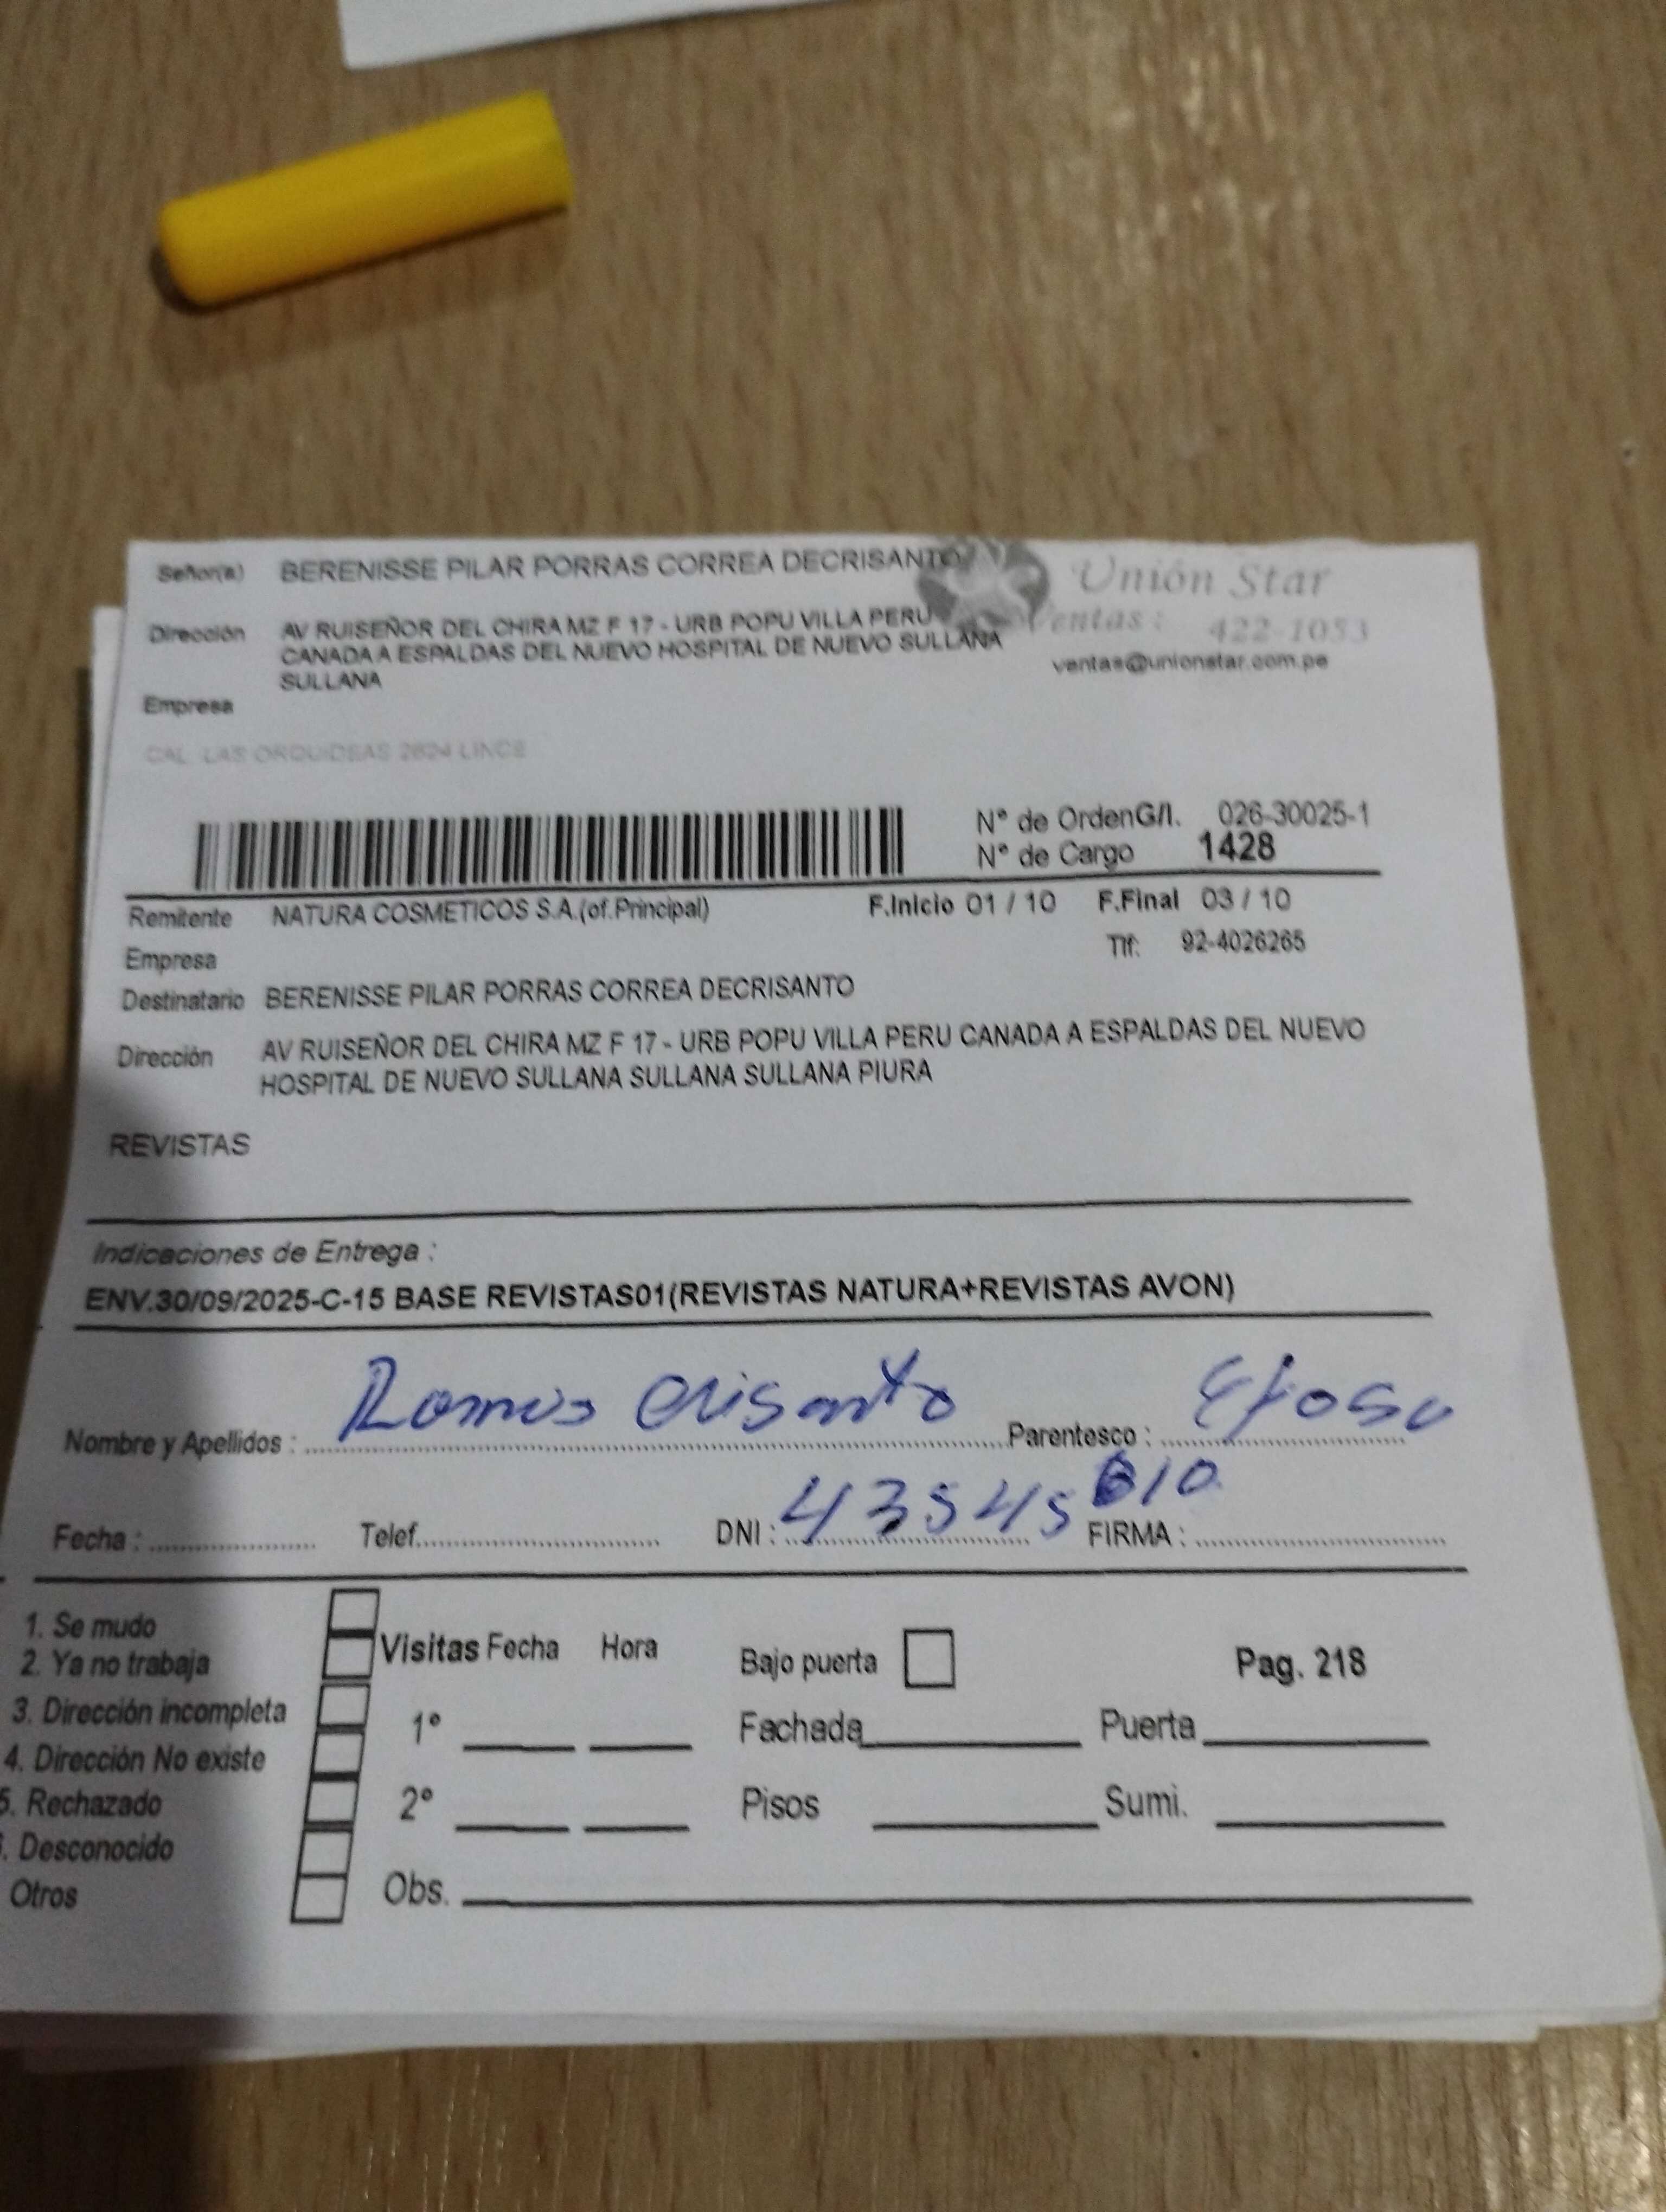 Señor(a) BERENISSE PILAR PORRAS CORREA DECRISANTO
Unión Star
Dirección AV RUISEÑOR DEL CHIRA MZ F 17 - URB POPU VILLA PERU
Ventas : 422-1053
CANADA A ESPALDAS DEL NUEVO HOSPITAL DE NUEVO SULLANA
ventas@unionstar.com.pe
SULLANA
Empresa
CAL. LAS ORQUIDEAS 2624 LINCE
N° de OrdenG/I. 026-30025-1
N° de Cargo 1428
Remitente NATURA COSMETICOS S.A.(of.Principal) F.Inicio 01 / 10 F.Final 03 / 10
Empresa Tlf: 92-4026265
Destinatario BERENISSE PILAR PORRAS CORREA DECRISANTO
Dirección AV RUISEÑOR DEL CHIRA MZ F 17 - URB POPU VILLA PERU CANADA A ESPALDAS DEL NUEVO
HOSPITAL DE NUEVO SULLANA SULLANA SULLANA PIURA
REVISTAS
Indicaciones de Entrega :
ENV.30/09/2025-C-15 BASE REVISTAS01(REVISTAS NATURA+REVISTAS AVON)
Nombre y Apellidos : Crisanto Parentesco :
Fecha : Telef. DNI : 43545810 FIRMA :
1. Se mudo
2. Ya no trabaja
3. Dirección incompleta
4. Dirección No existe
5. Rechazado
. Desconocido
Otros
Visitas Fecha Hora
1°
2°
Obs.
Bajo puerta Pag. 218
Fachada Puerta
Pisos Sumi.